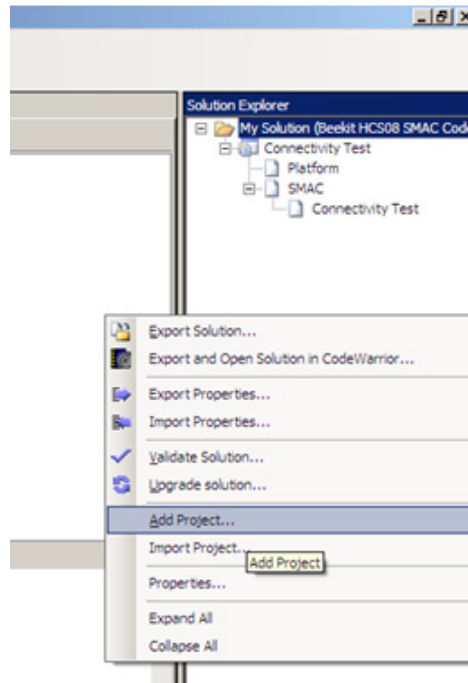 Solution Explorer
My Solution (Beekit HCS08 SMAC Code
Connectivity Test
Platform
SMAC
Connectivity Test
Export Solution...
Export and Open Solution in CodeWarrior...
Export Properties...
Import Properties...
Validate Solution...
Upgrade solution...
Add Project...
Import Project...
Add Project
Properties...
Expand All
Collapse All